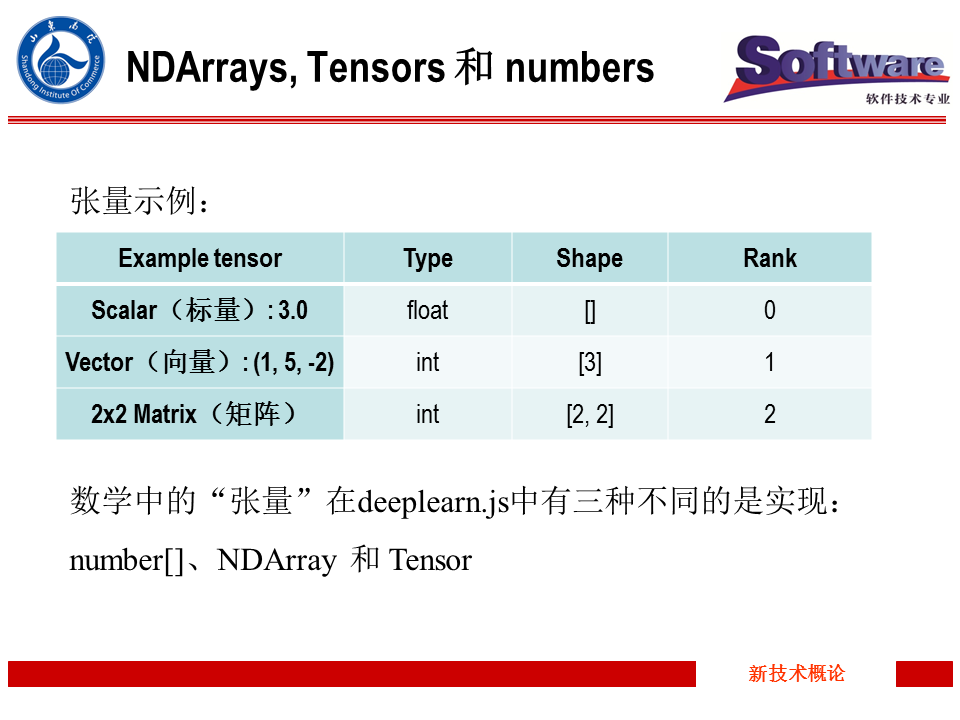 NDArrays, Tensors 和 numbers
Shandong Institute Of Commerce
Software
软件技术专业
张量示例：
Example tensor Type Shape Rank
Scalar（标量）: 3.0 float [] 0
Vector（向量）: (1, 5, -2) int [3] 1
2x2 Matrix（矩阵） int [2, 2] 2
数学中的“张量”在deeplearn.js中有三种不同的是实现：
number[]、NDArray 和 Tensor
新技术概论